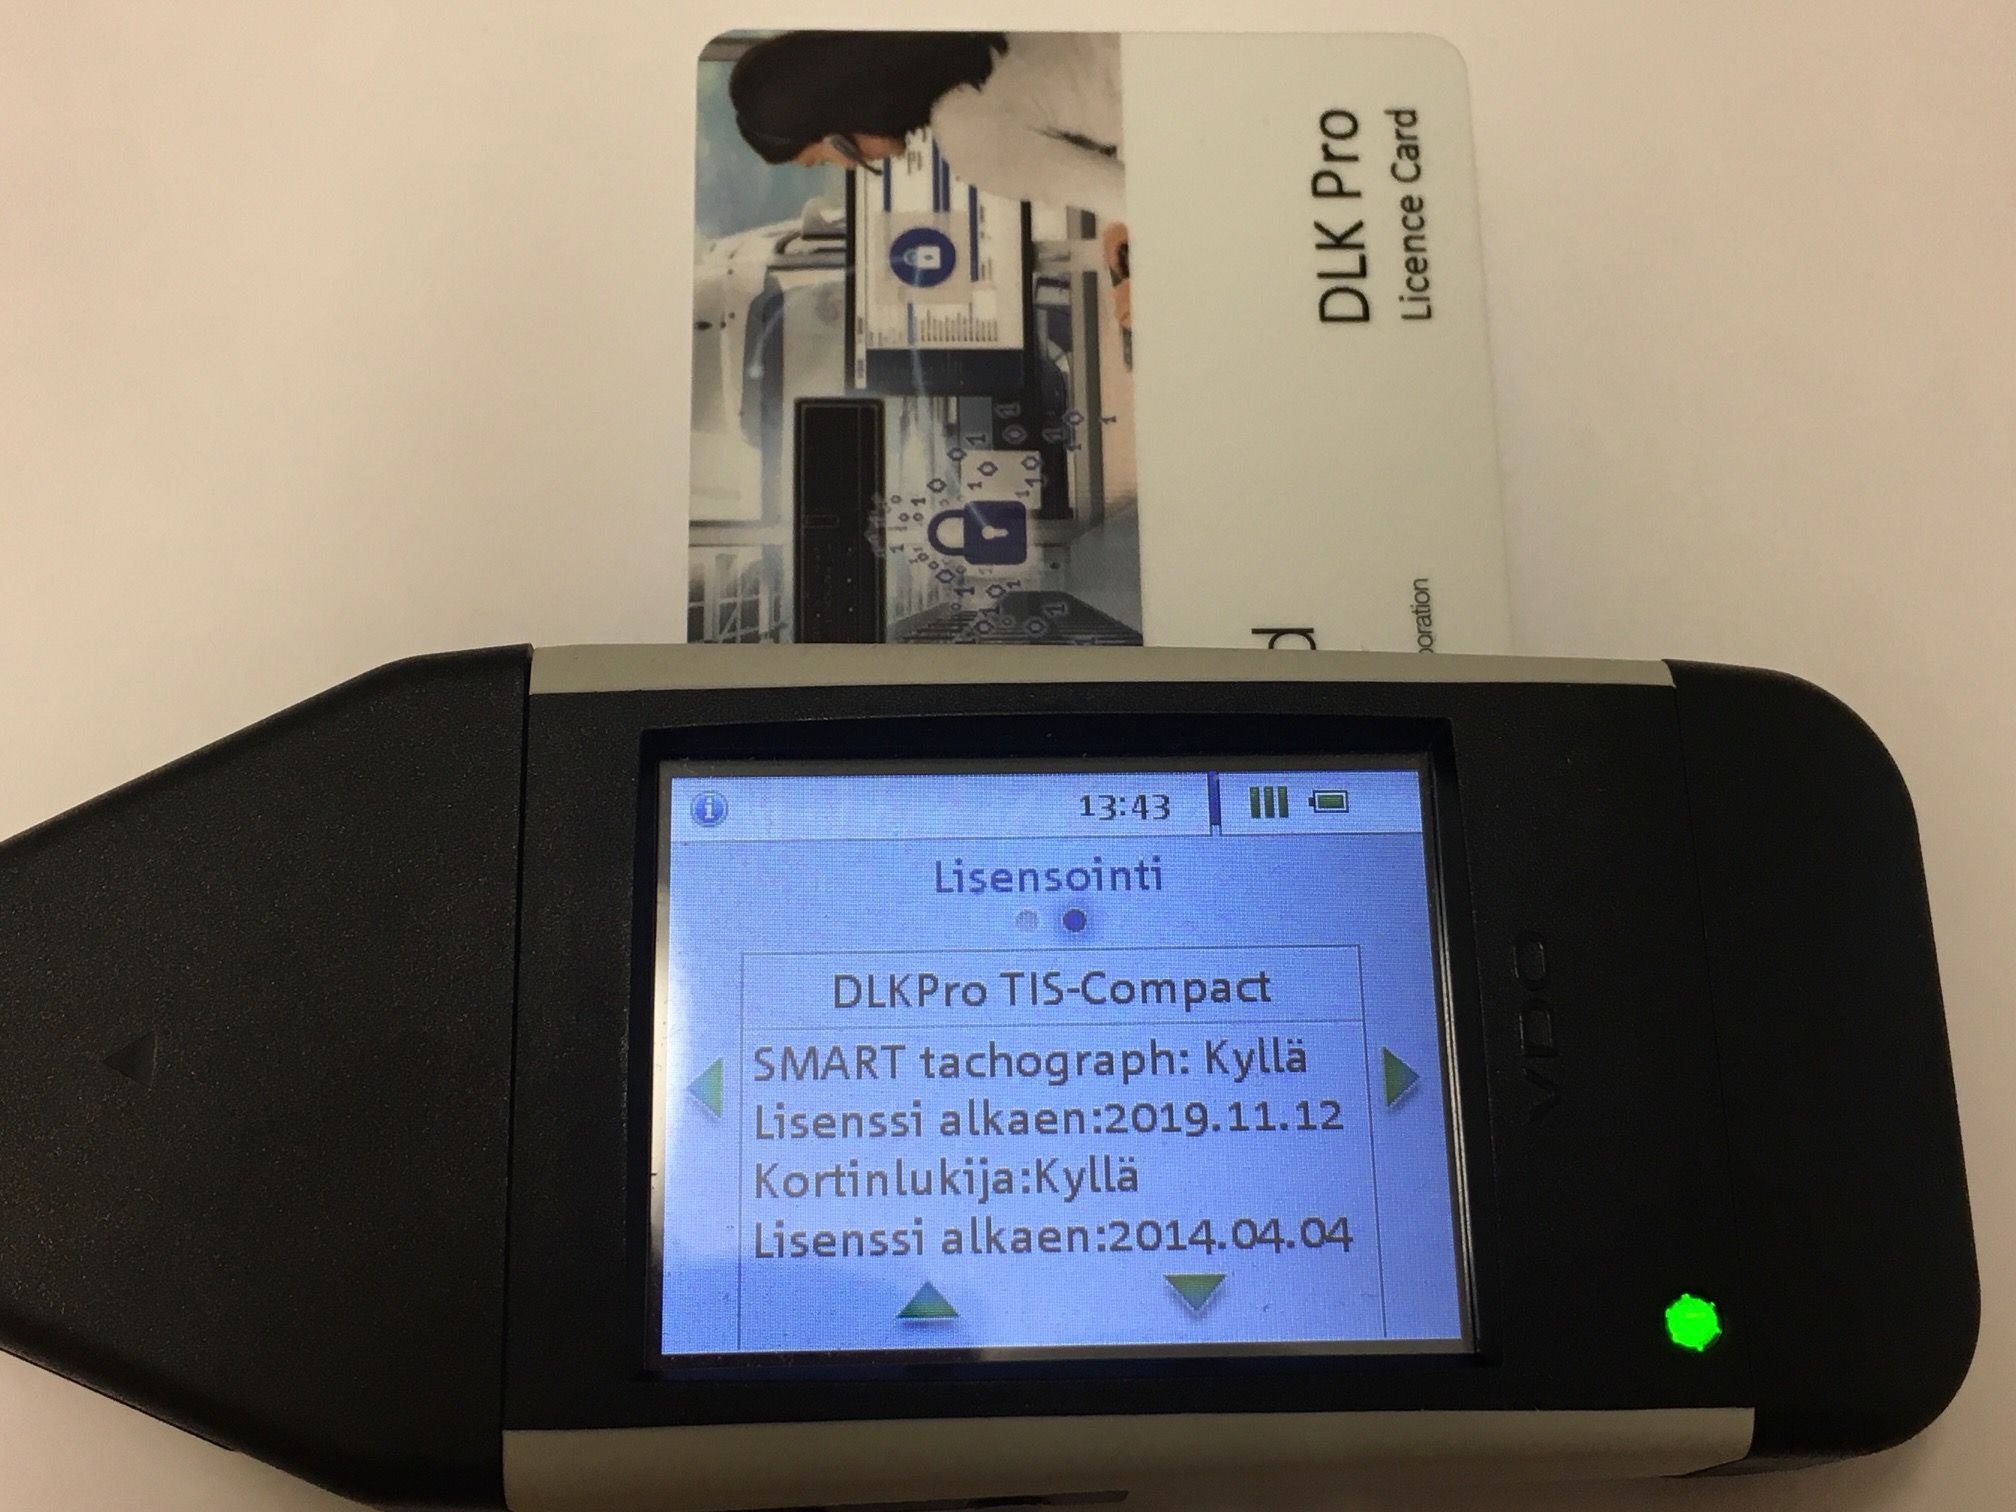 DLK Pro
Licence Card
13:43
Lisensointi
DLKPro TIS-Compact
SMART tachograph: Kyllä
Lisenssi alkaen:2019.11.12
Kortinlukija:Kyllä
Lisenssi alkaen:2014.04.04
VDO